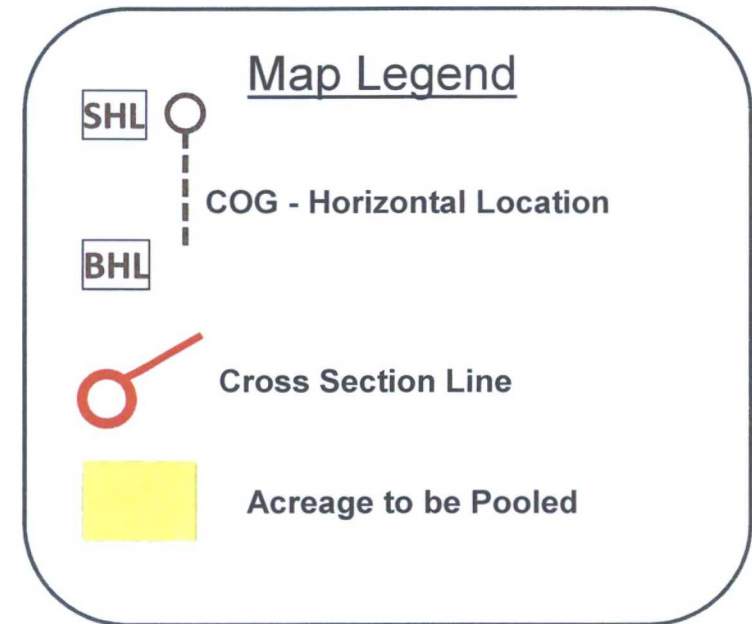 Map Legend
SHL
COG - Horizontal Location
BHL
Cross Section Line
Acreage to be Pooled